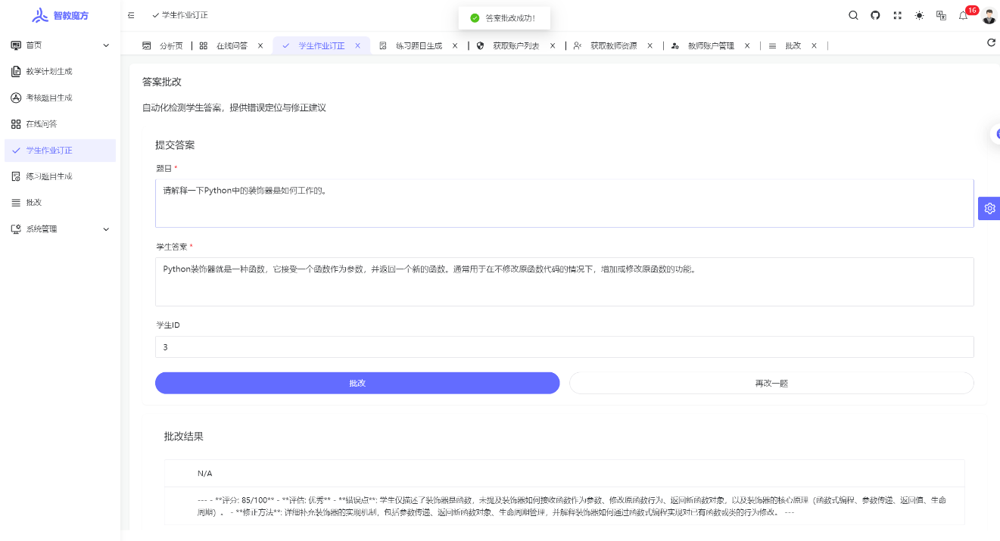 智教魔方
学生作业订正
答案批改成功!
16
首页
教学计划生成
考核题目生成
在线问答
学生作业订正
练习题目生成
批改
系统管理
分析页
在线问答
学生作业订正
练习题目生成
获取账户列表
获取教师资源
教师账户管理
批改
答案批改
自动化检测学生答案，提供错误定位与修正建议
提交答案
题目 *
请解释一下Python中的装饰器是如何工作的。
学生答案 *
Python装饰器就是一种函数，它接受一个函数作为参数，并返回一个新的函数。通常用于在不修改原函数代码的情况下，增加或修改原函数的功能。
学生ID
3
批改
再改一题
批改结果
N/A
--- - **评分: 85/100** - **评估: 优秀** - **错误点**: 学生仅描述了装饰器是函数，未提及装饰器如何接收函数作为参数、修改原函数行为、返回新函数对象，以及装饰器的核心原理（函数式编程、参数传递、返回值、生命
周期）。 - **修正方法**: 详细补充装饰器的实现机制，包括参数传递、返回新函数对象、生命周期管理，并解释装饰器如何通过函数式编程实现对已有函数或类的行为修改。 ---